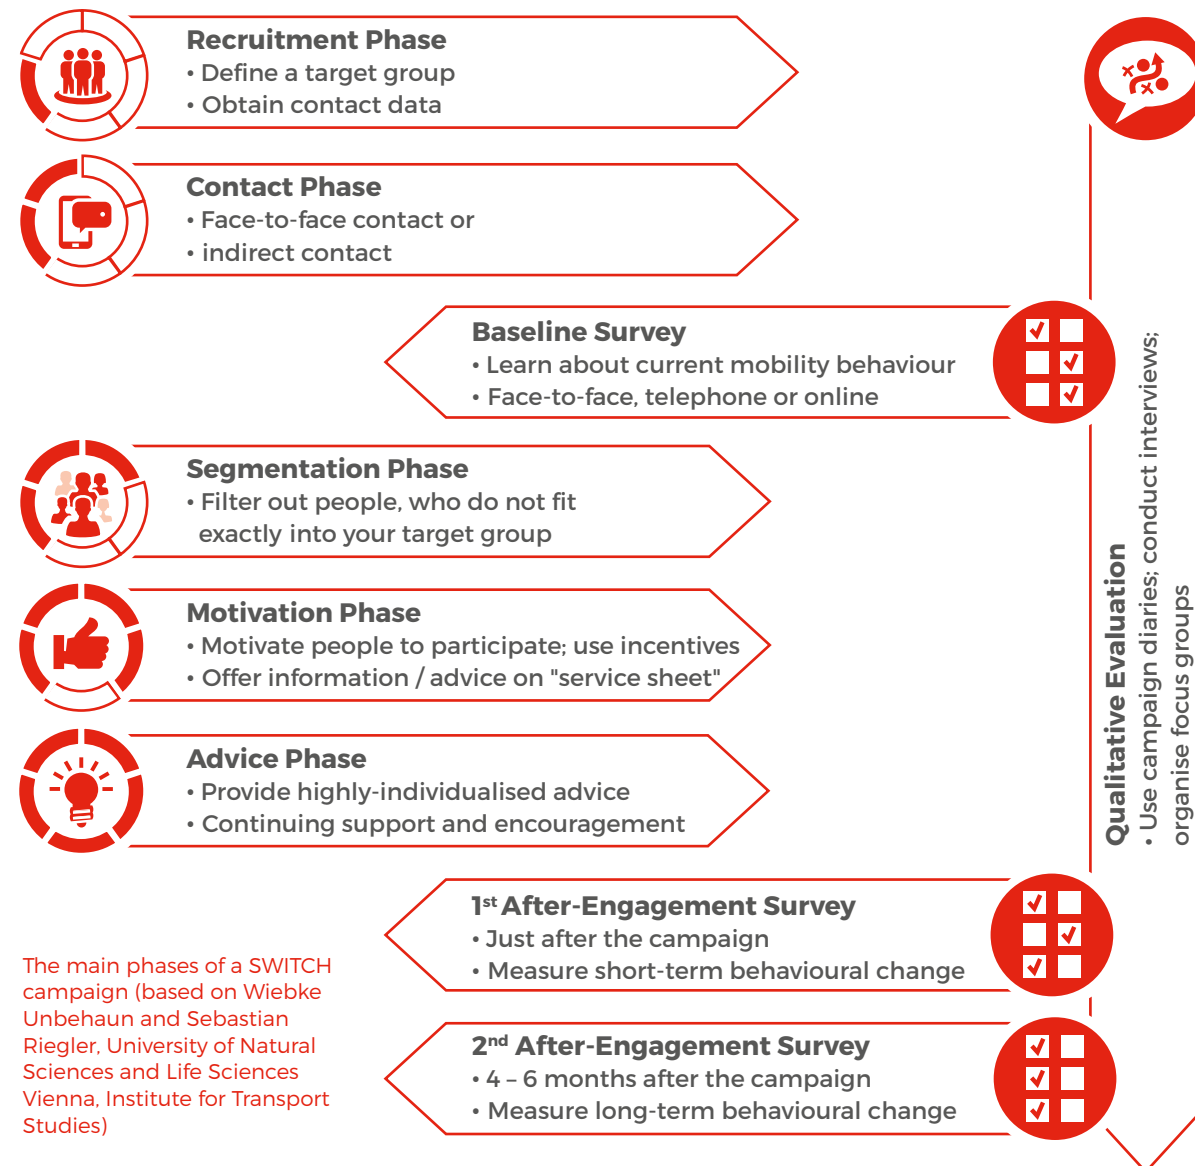 Recruitment Phase
• Define a target group
• Obtain contact data
Contact Phase
• Face-to-face contact or
• indirect contact
Baseline Survey
• Learn about current mobility behaviour
• Face-to-face, telephone or online
Segmentation Phase
• Filter out people, who do not fit
exactly into your target group
Motivation Phase
• Motivate people to participate; use incentives
• Offer information / advice on "service sheet"
Advice Phase
• Provide highly-individualised advice
• Continuing support and encouragement
1st After-Engagement Survey
• Just after the campaign
• Measure short-term behavioural change
2nd After-Engagement Survey
• 4 – 6 months after the campaign
• Measure long-term behavioural change
Qualitative Evaluation
• Use campaign diaries; conduct interviews;
organise focus groups
The main phases of a SWITCH
campaign (based on Wiebke
Unbehaun and Sebastian
Riegler, University of Natural
Sciences and Life Sciences
Vienna, Institute for Transport
Studies)